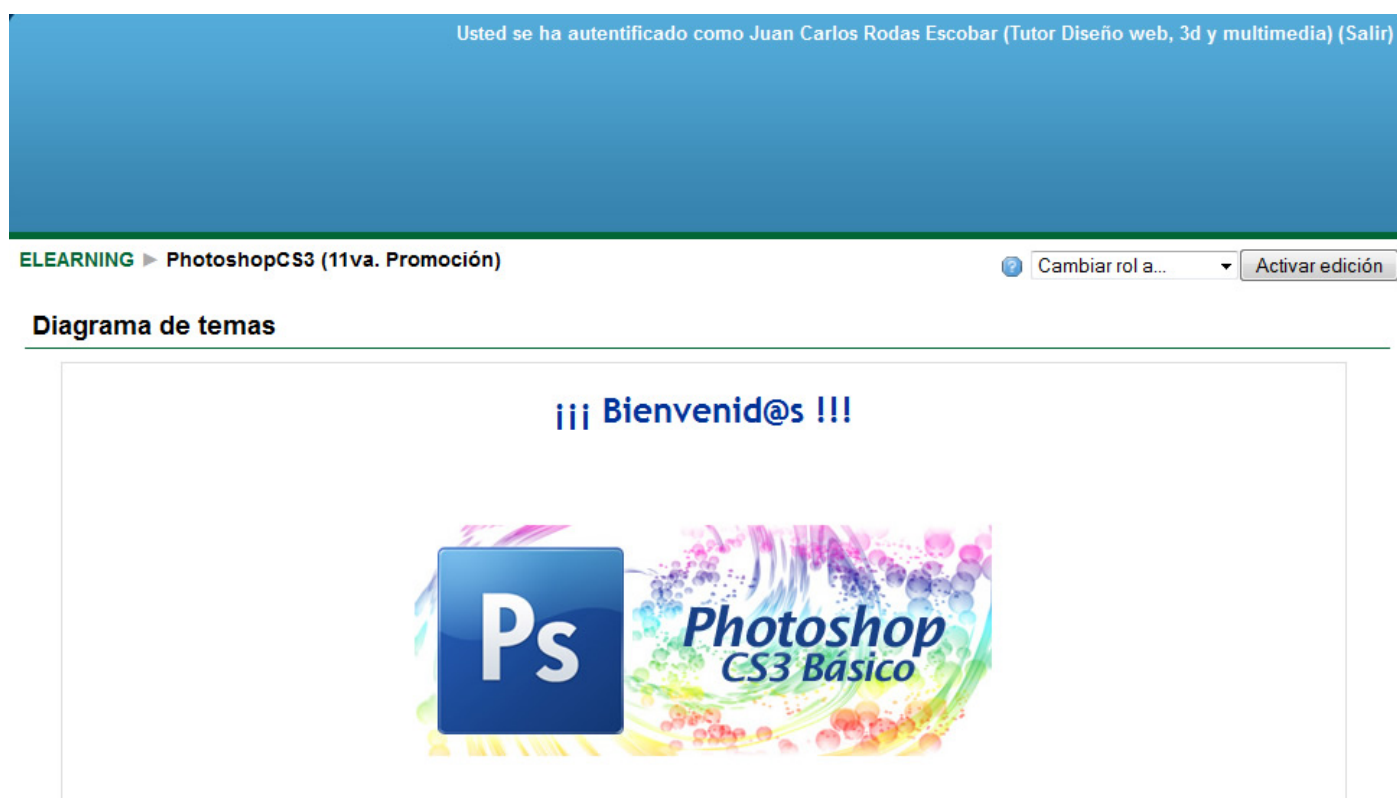 Usted se ha autentificado como Juan Carlos Rodas Escobar (Tutor Diseño web, 3d y multimedia) (Salir)
ELEARNING ► PhotoshopCS3 (11va. Promoción)
Cambiar rol a...
Activar edición
Diagrama de temas
¡¡¡ Bienvenid@s !!!
Ps
Photoshop
CS3 Básico